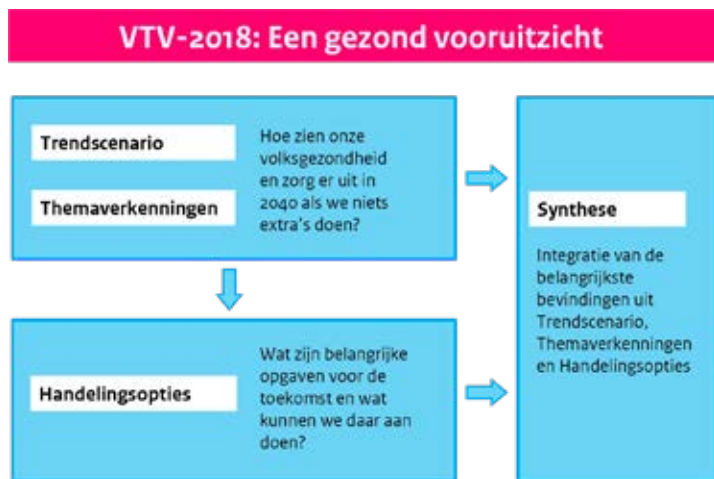 VTV-2018: Een gezond vooruitzicht
Trendscenario
Themaverkenningen
Hoe zien onze
volksgezondheid
en zorg er uit in
2040 als we niets
extra's doen?
Handelingsopties
Wat zijn belangrijke
opgaven voor de
toekomst en wat
kunnen we daar aan
doen?
Synthese
Integratie van de
belangrijkste
bevindingen uit
Trendscenario,
Themaverkenningen
en Handelingsopties